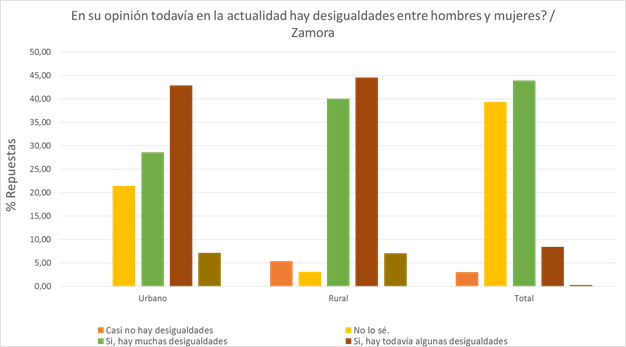 En su opinión todavía en la actualidad hay desigualdades entre hombres y mujeres? /
Zamora
50,00
45,00
40,00
35,00
30,00
25,00
20,00
15,00
10,00
5,00
0,00
% Repuestas
Urbano
Rural
Total
Casi no hay desigualdades
No lo sé.
Si, hay muchas desigualdades
Si, hay todavía algunas desigualdades